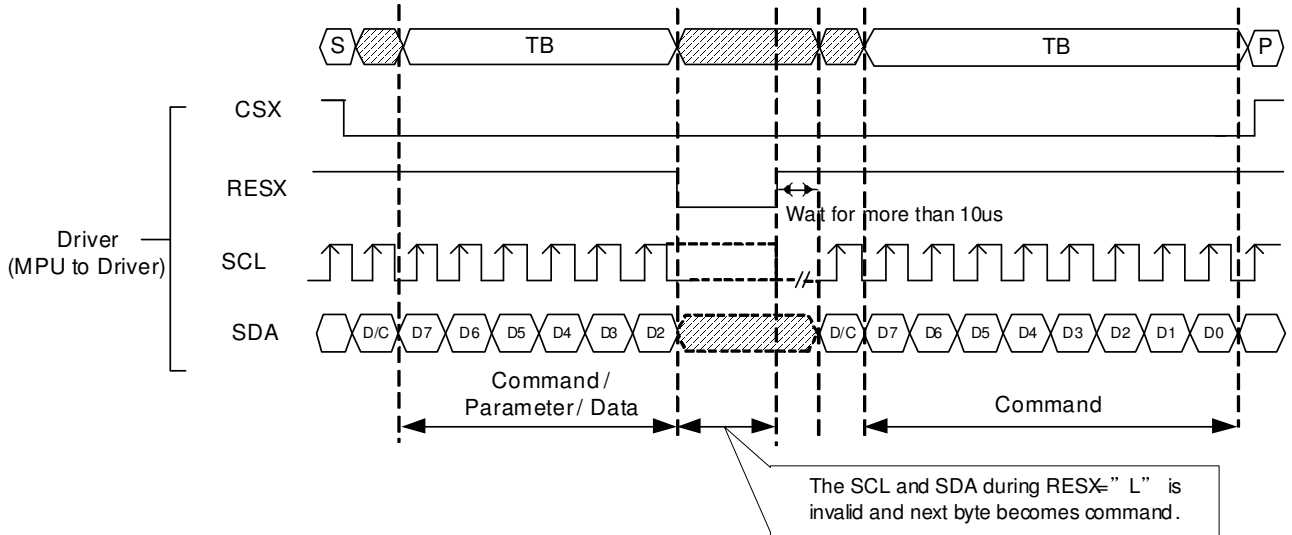 S TB TB P
CSX
RESX
Wait for more than 10us
Driver
(MPU to Driver)
SCL
SDA D/C D7 D6 D5 D4 D3 D2 D/C D7 D6 D5 D4 D3 D2 D1 D0
Command /
Parameter / Data
Command
The SCL and SDA during RESX=”L” is
invalid and next byte becomes command.